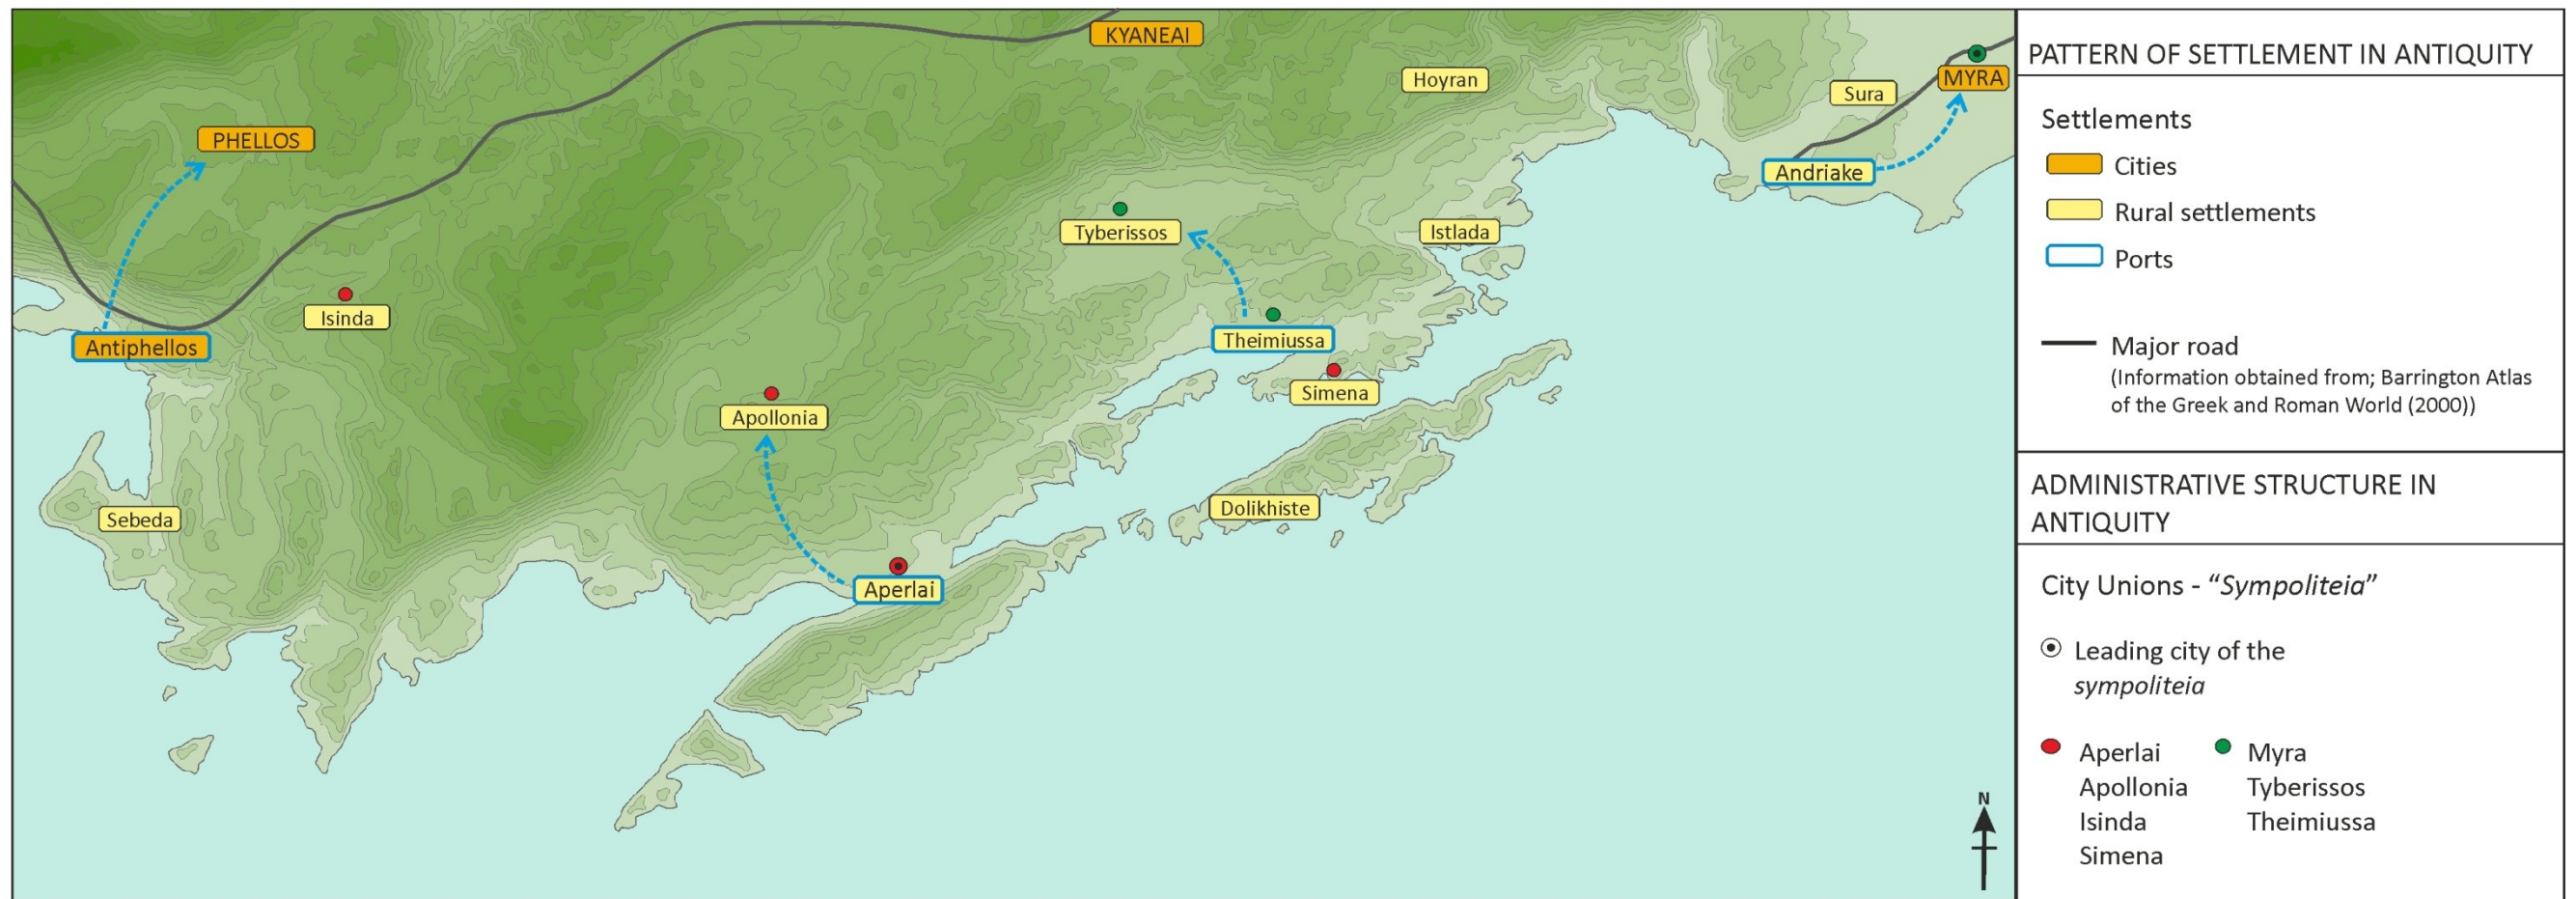 KYANEAI
Hoyran
MYRA
Sura
PHELLOS
Andriake
Tyberissos
Istlada
Isinda
Theimiussa
Antiphellos
Simena
Apollonia
Dolikhiste
Sebeda
Aperlai
N
PATTERN OF SETTLEMENT IN ANTIQUITY
Settlements
Cities
Rural settlements
Ports
Major road
(Information obtained from; Barrington Atlas
of the Greek and Roman World (2000))
ADMINISTRATIVE STRUCTURE IN
ANTIQUITY
City Unions - “Sympoliteia”
Leading city of the
sympoliteia
Aperlai
Apollonia
Isinda
Simena
Myra
Tyberissos
Theimiussa